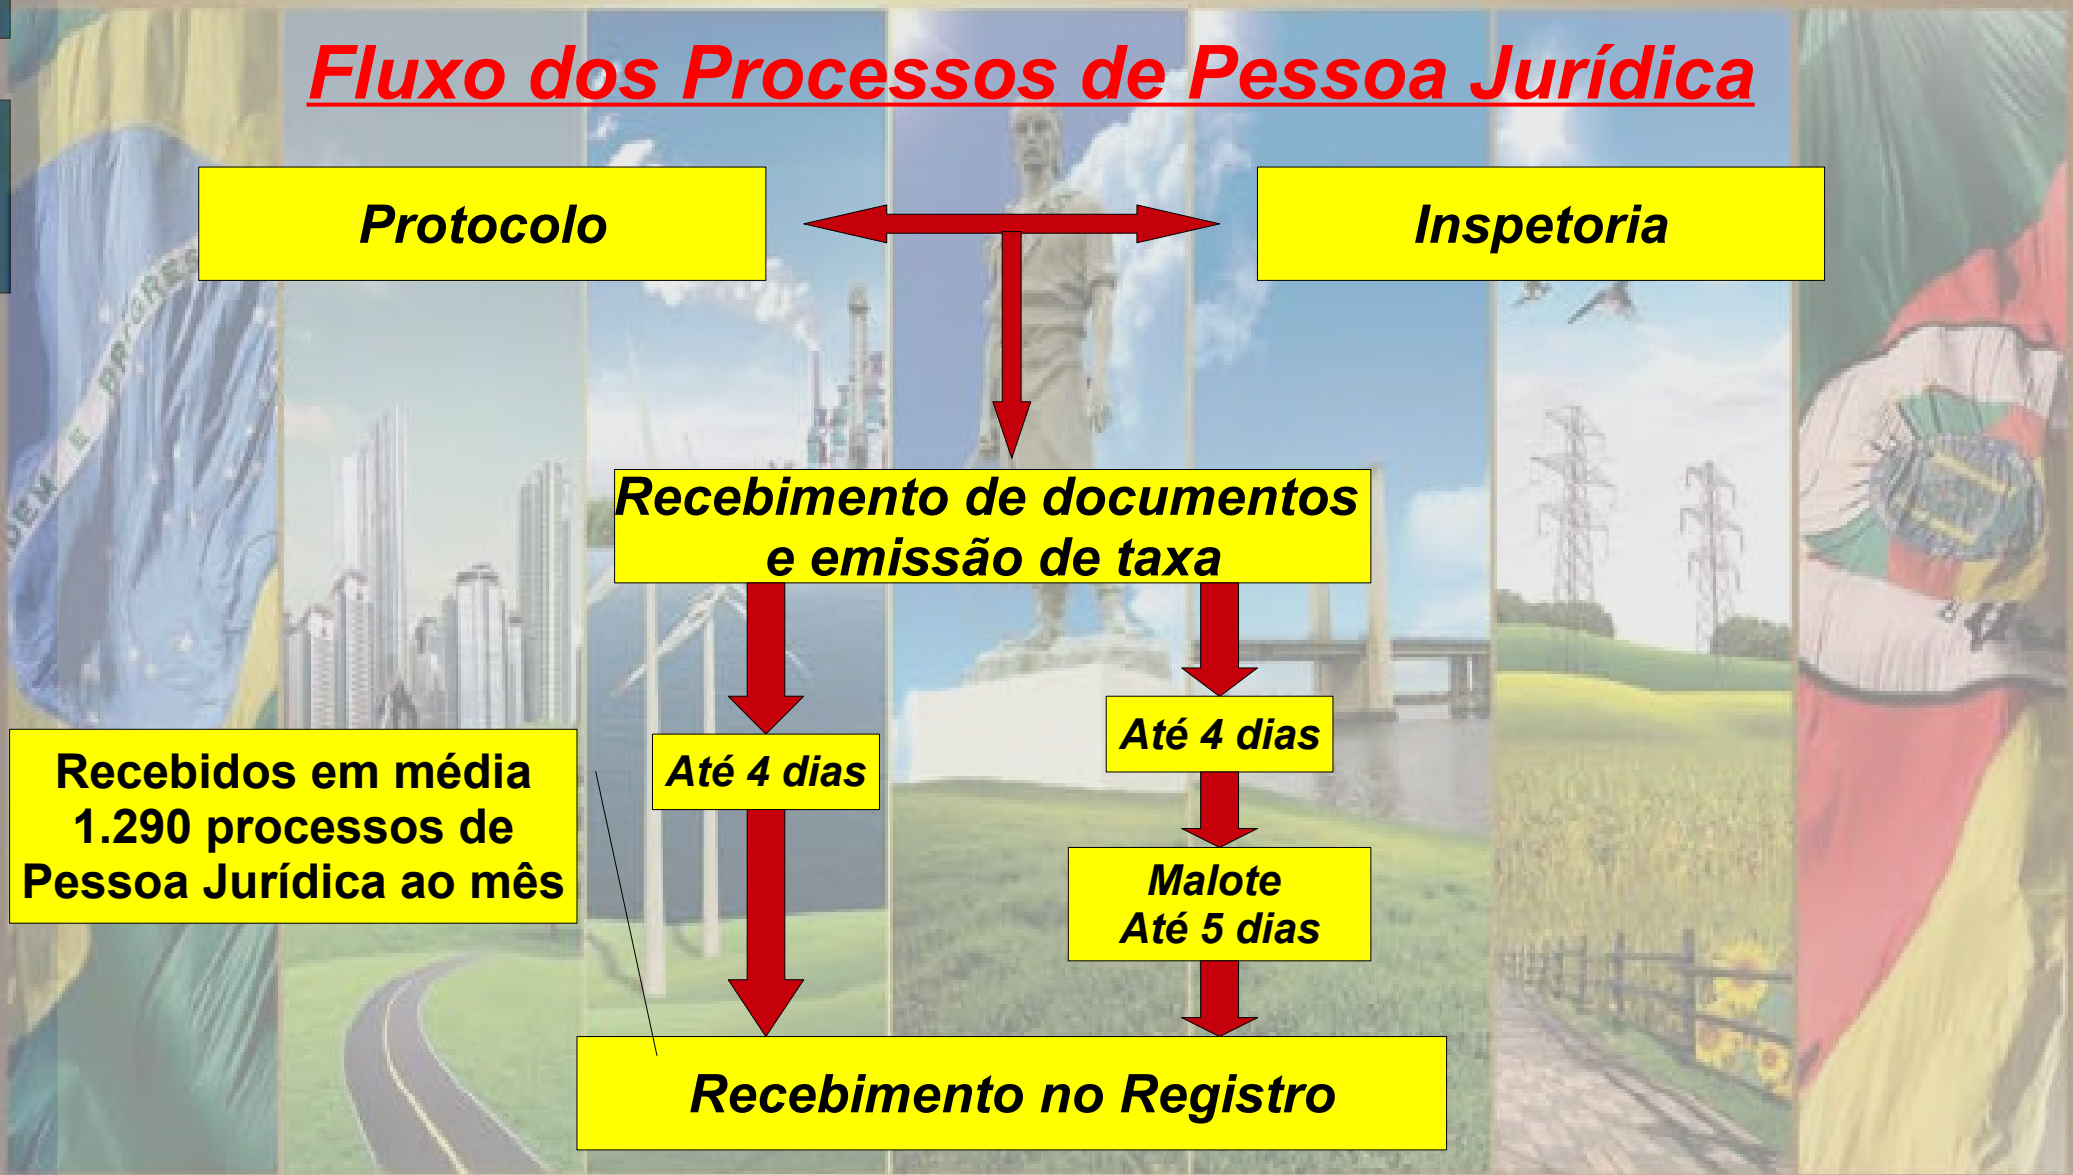 Fluxo dos Processos de Pessoa Jurídica
Protocolo
Inspetoria
Recebimento de documentos
e emissão de taxa
Até 4 dias
Até 4 dias
Recebidos em média
1.290 processos de
Pessoa Jurídica ao mês
Malote
Até 5 dias
Recebimento no Registro